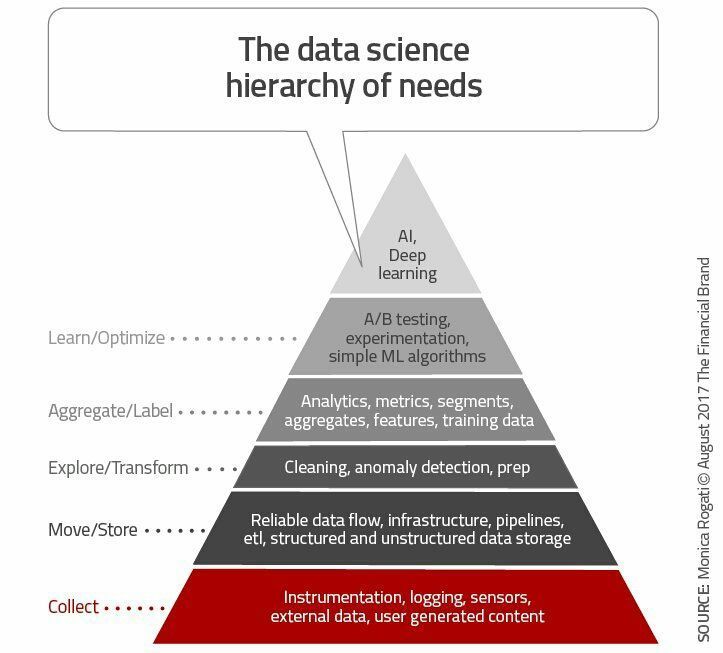 The data science
hierarchy of needs
AI,
Deep
learning
Learn/Optimize
A/B testing,
experimentation,
simple ML algorithms
Aggregate/Label
Analytics, metrics, segments,
aggregates, features, training data
Explore/Transform
Cleaning, anomaly detection, prep
Move/Store
Reliable data flow, infrastructure, pipelines,
etl, structured and unstructured data storage
Collect
Instrumentation, logging, sensors,
external data, user generated content
SOURCE: Monica Rogati© August 2017 The Financial Brand